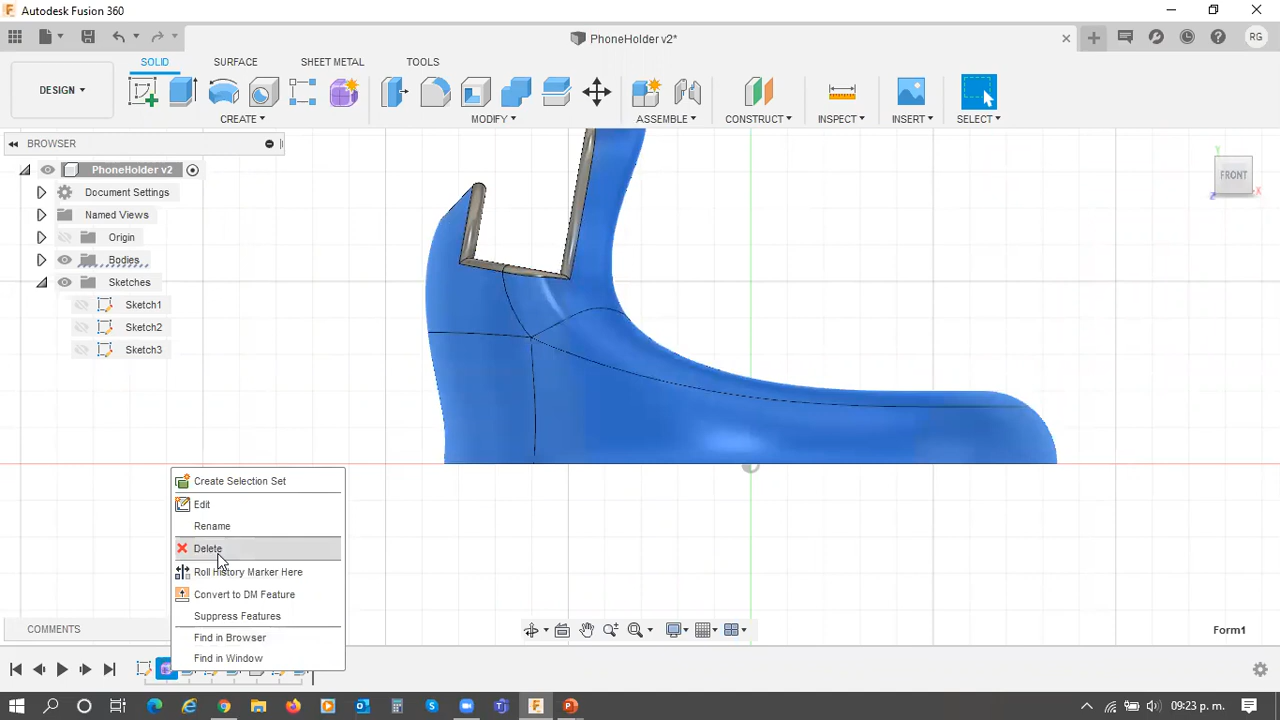 Autodesk Fusion 360
PhoneHolder v2*
RG
SOLID SURFACE SHEET METAL TOOLS
DESIGN
CREATE MODIFY ASSEMBLE CONSTRUCT INSPECT INSERT SELECT
BROWSER
PhoneHolder v2
Document Settings
Named Views
Origin
Bodies
Sketches
Sketch1
Sketch2
Sketch3
Y
FRONT
Z
X
Create Selection Set
Edit
Rename
Delete
Roll History Marker Here
Convert to DM Feature
Suppress Features
Find in Browser
Find in Window
COMMENTS
Form1
09:23 p. m.